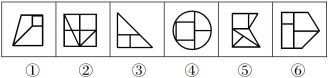 ① ② ③ ④ ⑤ ⑥